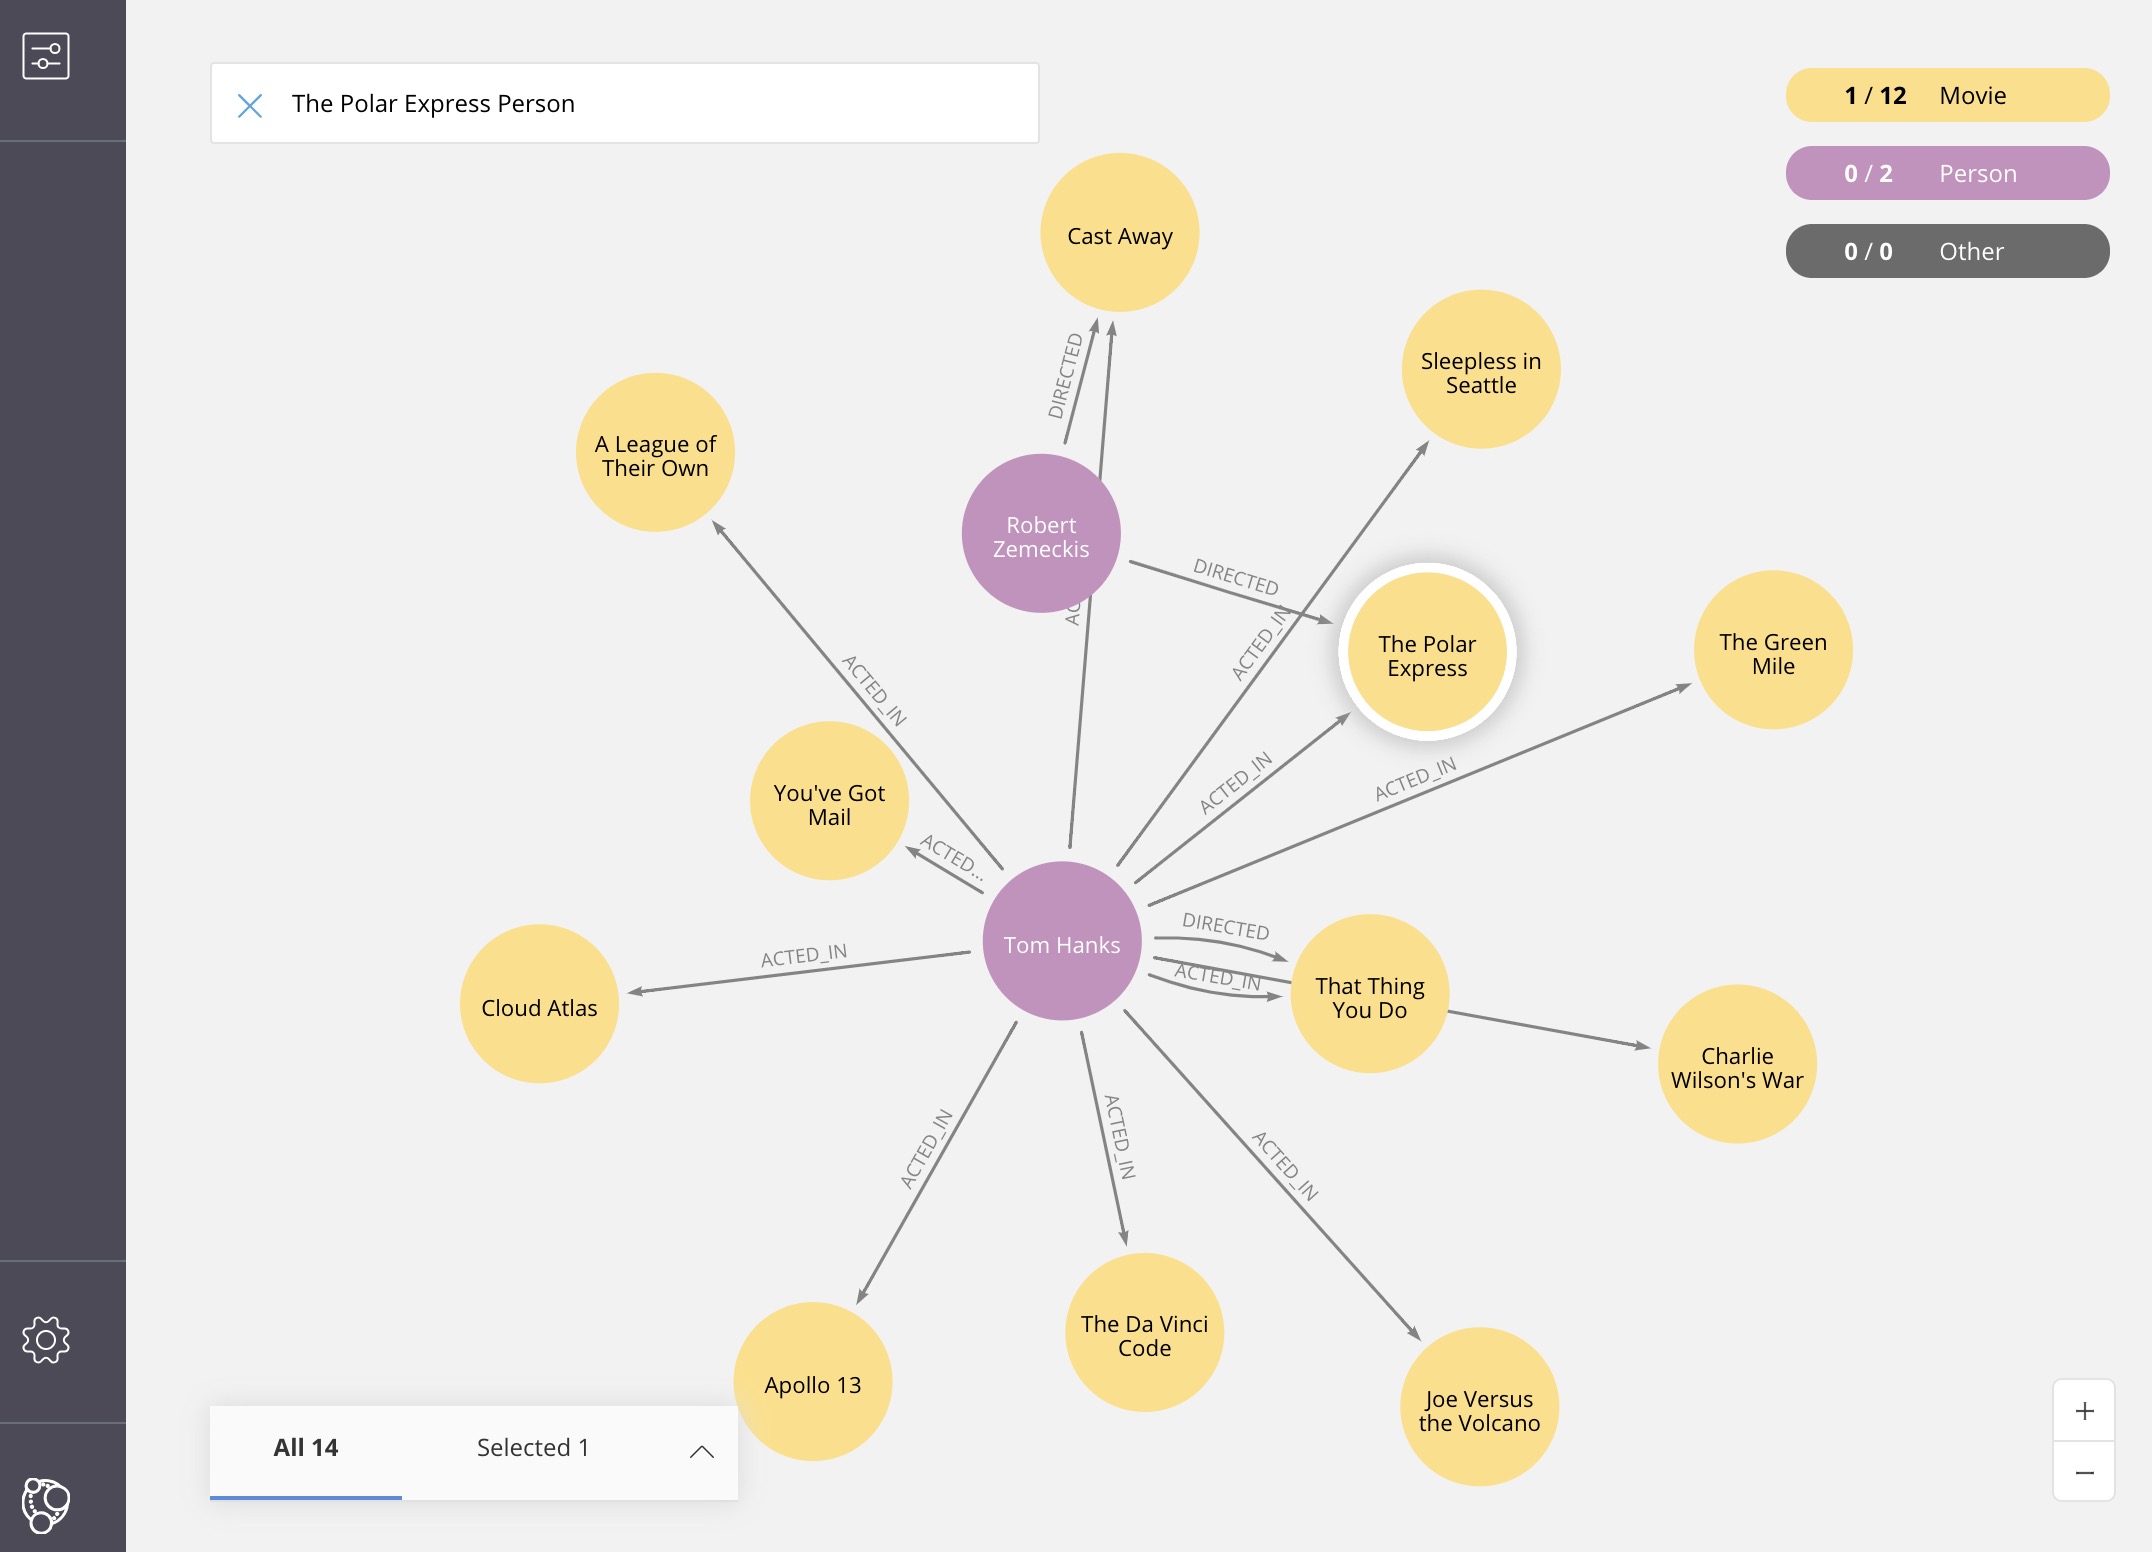 The Polar Express Person
1 / 12 Movie
0 / 2 Person
0 / 0 Other
Cast Away
DIRECTED
Sleepless in
Seattle
A League of
Their Own
Robert
Zemeckis
DIRECTED
AC
ACTED_IN
The Polar
Express
The Green
Mile
ACTED_IN
ACTED_IN
ACTED_IN
You've Got
Mail
ACTED...
Tom Hanks
DIRECTED
ACTED_IN
That Thing
You Do
ACTED_IN
Cloud Atlas
Charlie
Wilson's War
ACTED_IN
ACTED_IN
ACTED_IN
The Da Vinci
Code
Apollo 13
Joe Versus
the Volcano
All 14
Selected 1